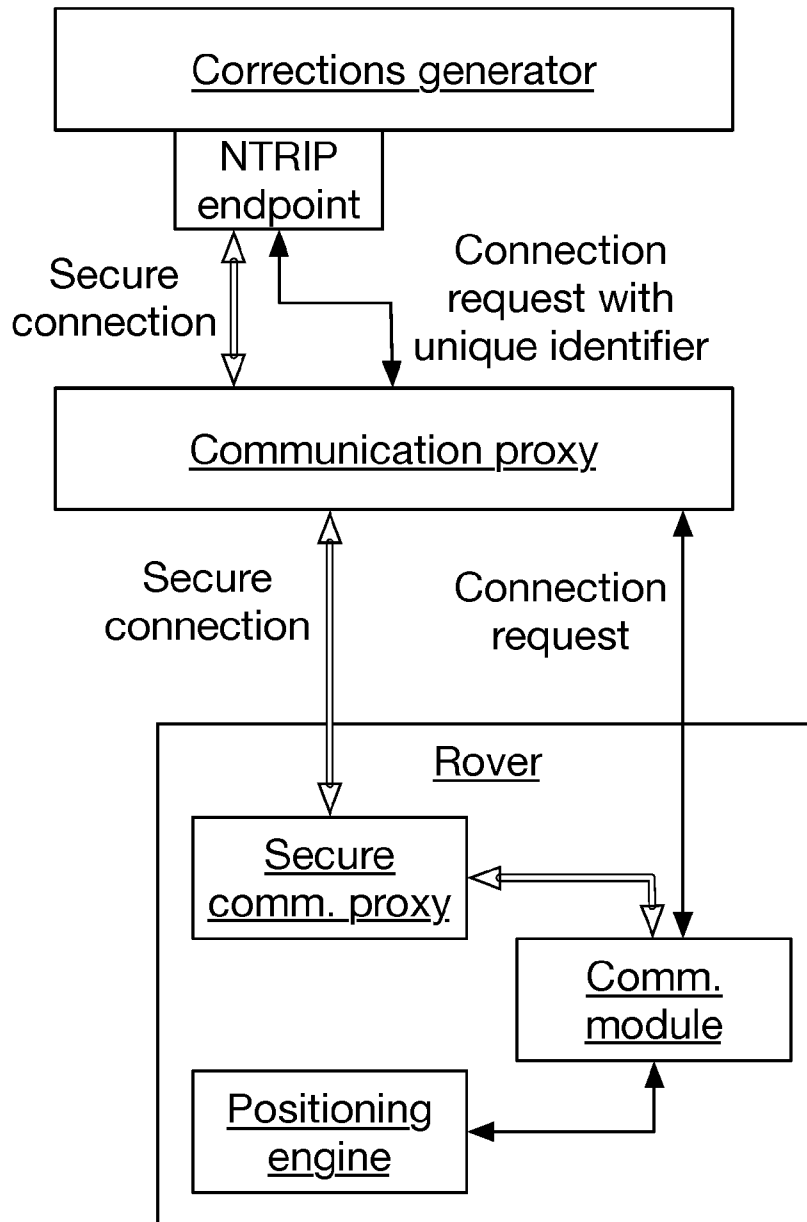 Corrections generator
NTRIP
endpoint
Secure
connection
Connection
request with
unique identifier
Communication proxy
Secure
connection
Connection
request
Rover
Secure
comm. proxy
Comm.
module
Positioning
engine